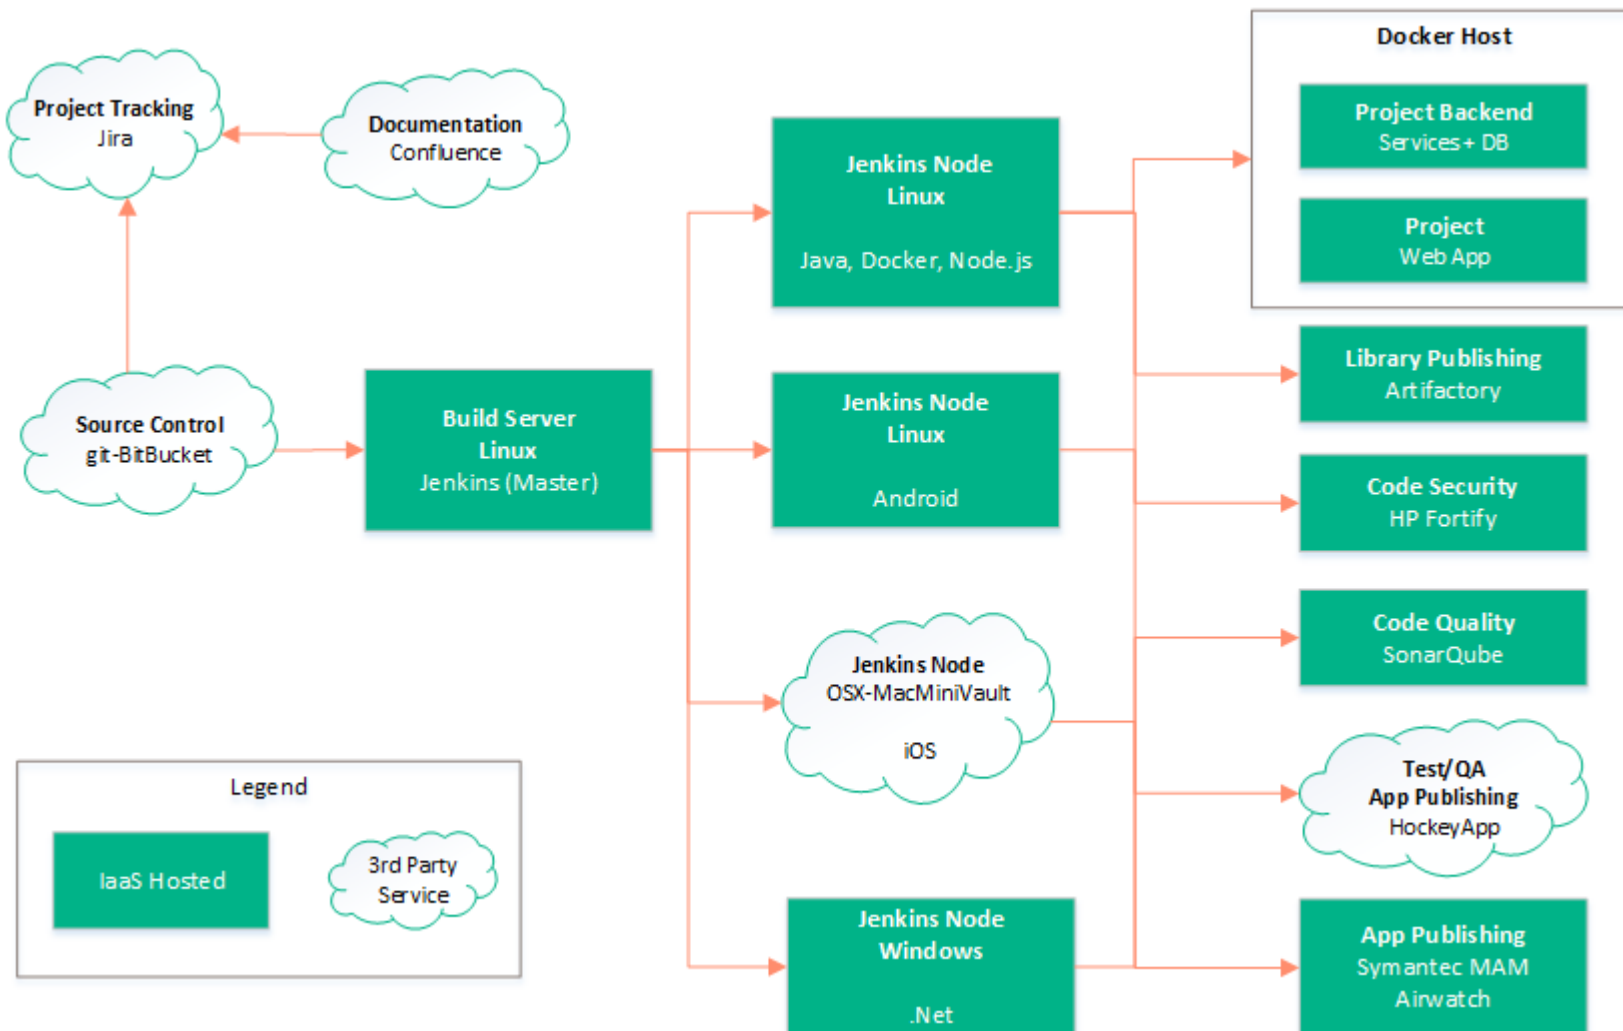 Project Tracking
Jira
Documentation
Confluence
Source Control
git-BitBucket
Build Server
Linux
Jenkins (Master)
Jenkins Node
Linux
Java, Docker, Node.js
Jenkins Node
Linux
Android
Jenkins Node
OSX-MacMiniVault
iOS
Jenkins Node
Windows
.Net
Docker Host
Project Backend
Services+ DB
Project
Web App
Library Publishing
Artifactory
Code Security
HP Fortify
Code Quality
SonarQube
Test/QA
App Publishing
HockeyApp
App Publishing
Symantec MAM
Airwatch
Legend
IaaS Hosted
3rd Party
Service